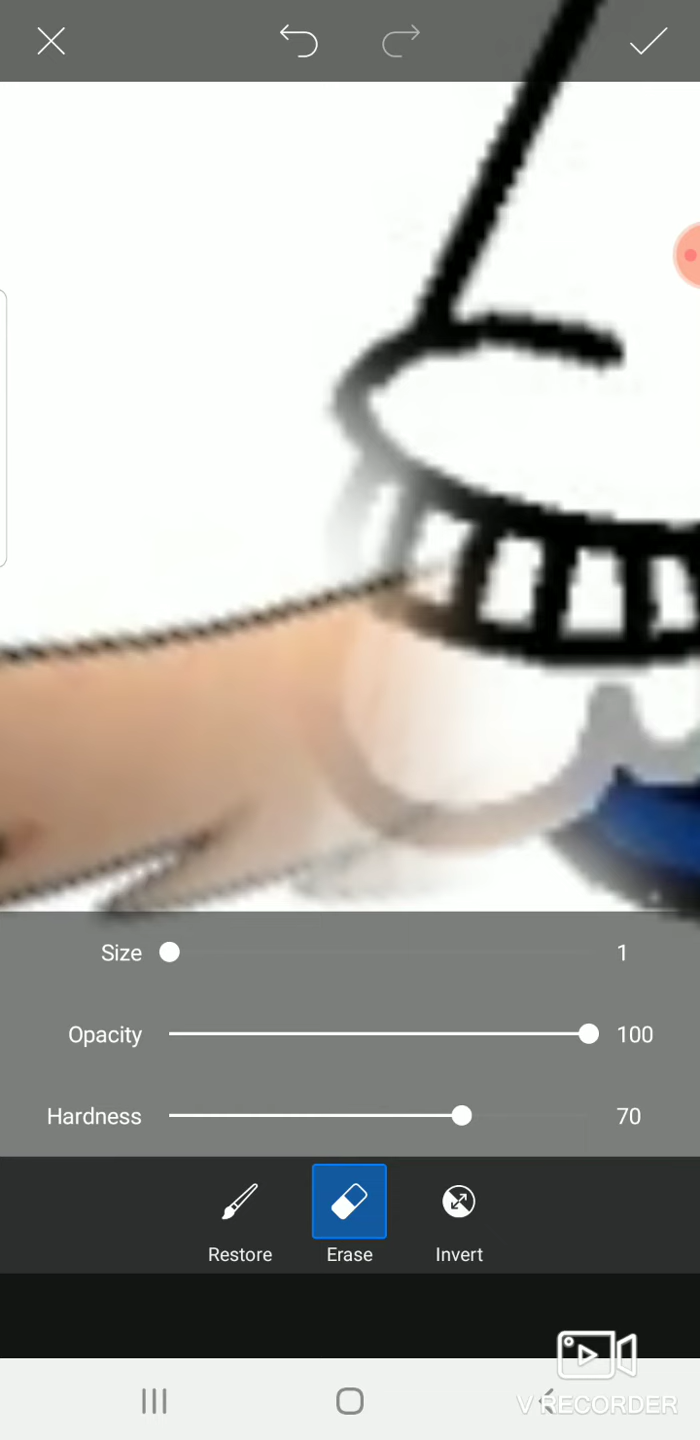 Size 1
Opacity 100
Hardness 70
Restore Erase Invert
V RECORDER